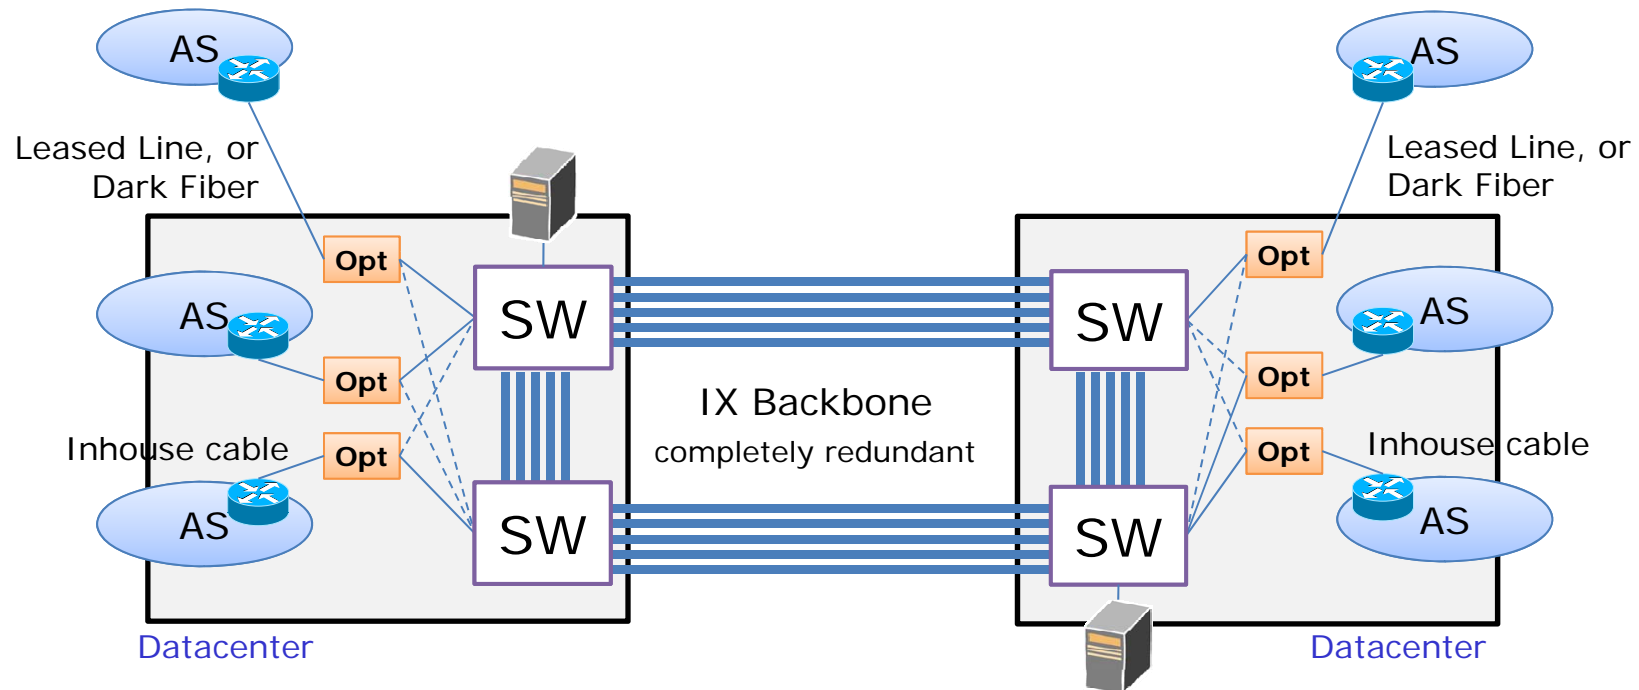 AS
AS
Leased Line, or
Dark Fiber
Leased Line, or
Dark Fiber
Opt
Opt
AS
SW
SW
AS
Opt
Opt
IX Backbone
completely redundant
Inhouse cable
Opt
Opt
Inhouse cable
AS
SW
SW
AS
Datacenter
Datacenter